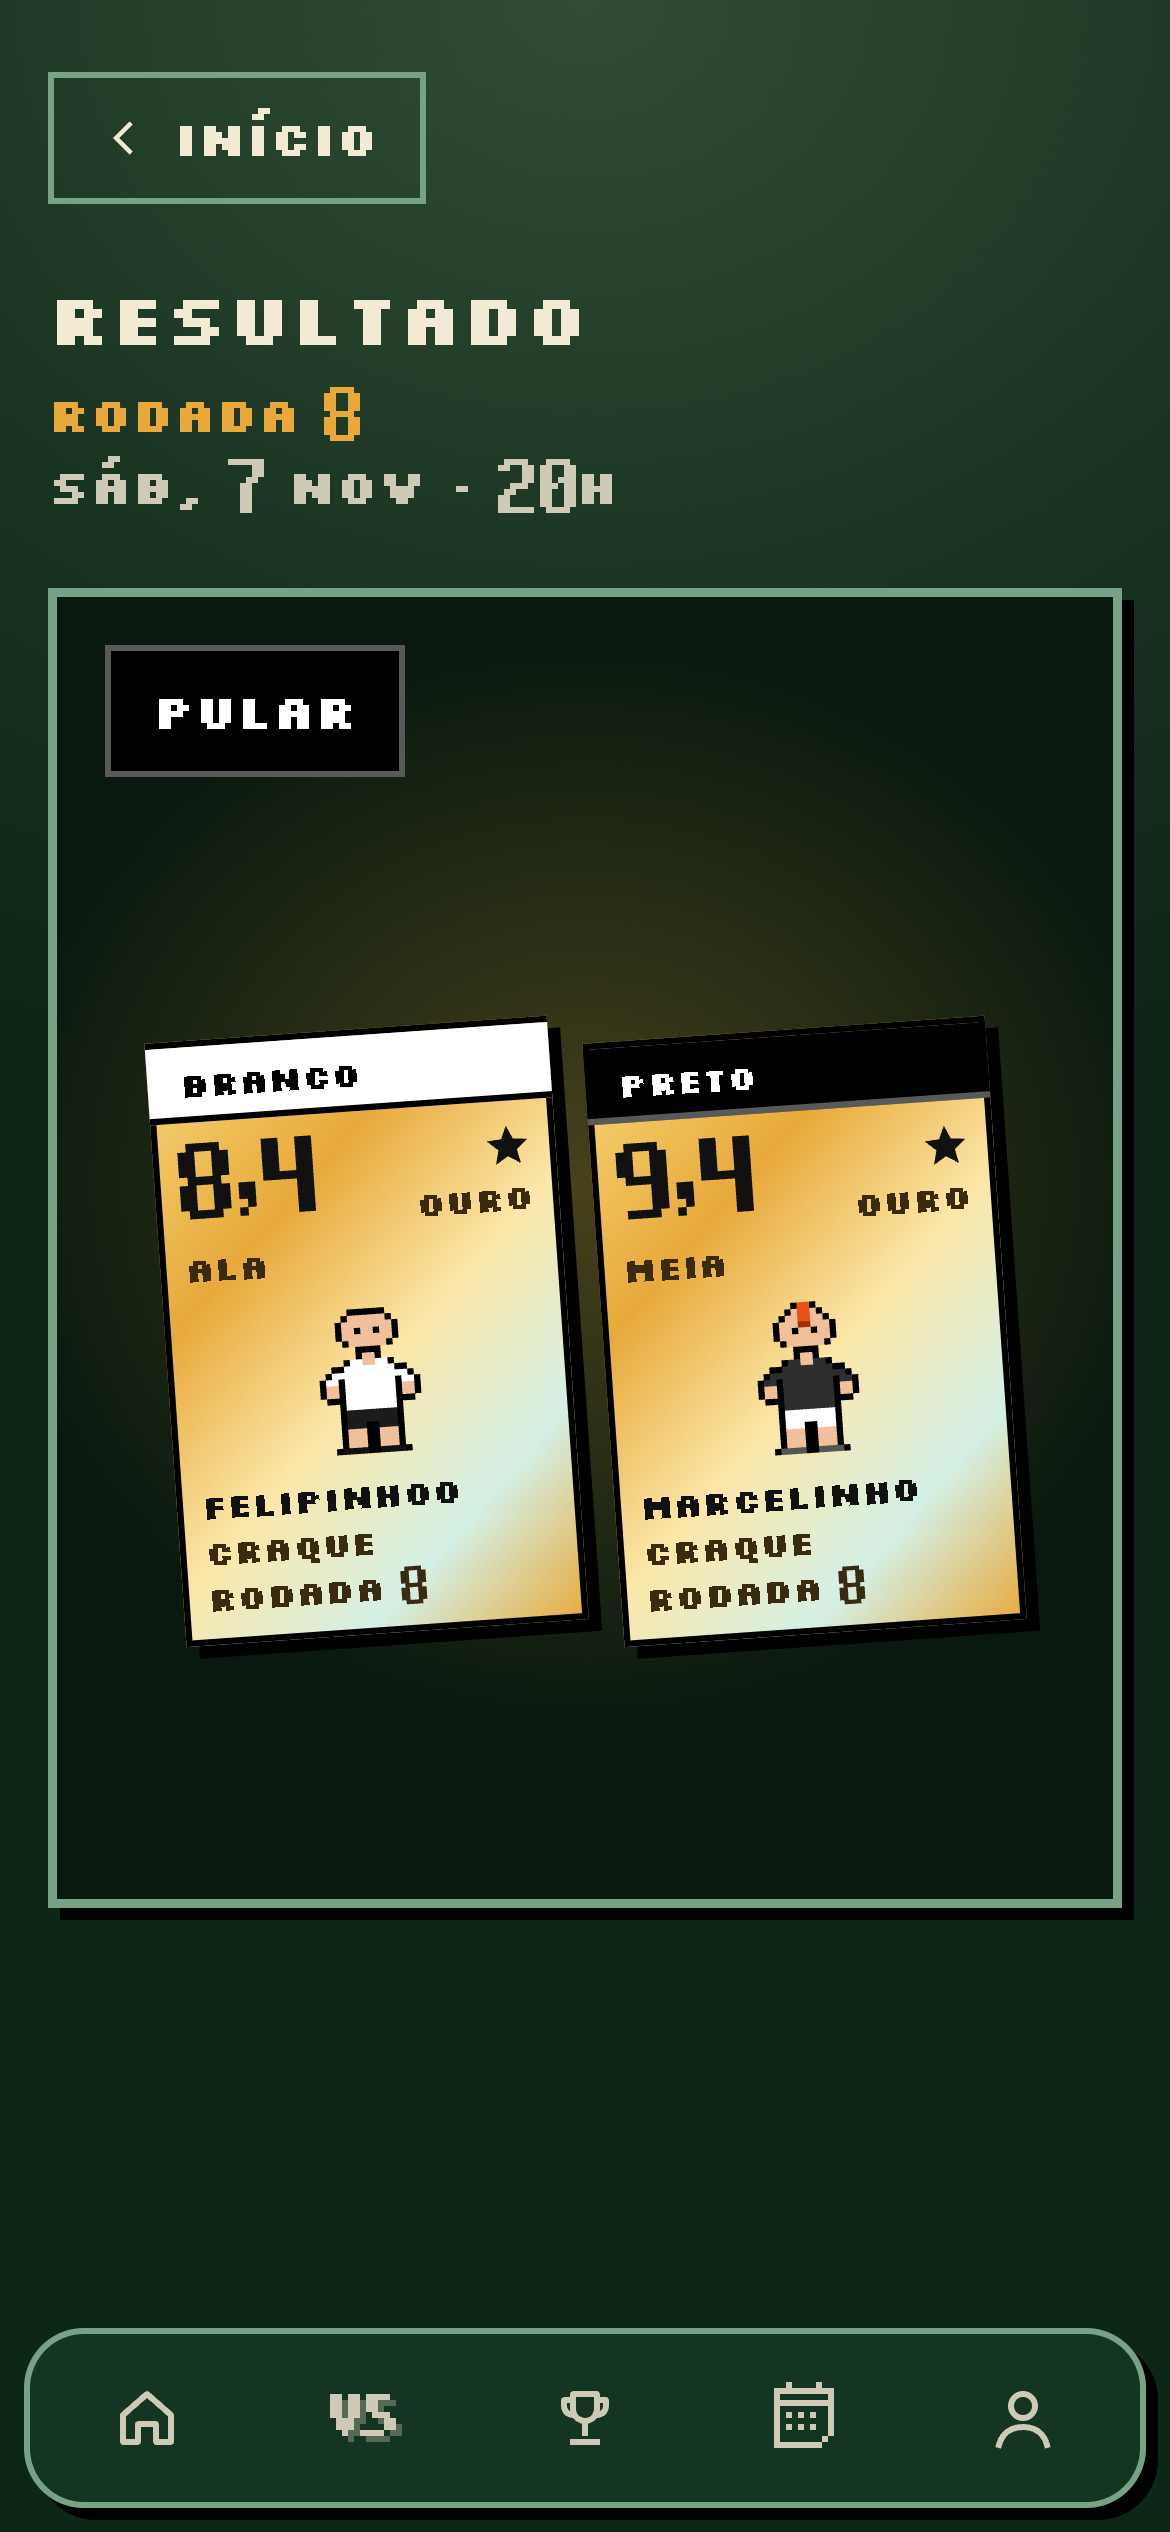 INÍCIO
RESULTADO
RODADA 8
SÁB, 7 NOV · 20H
PULAR
BRANCO
8,4
OURO
ALA
FELIPINHOO
CRAQUE
RODADA 8
PRETO
9,4
OURO
MEIA
MARCELINHO
CRAQUE
RODADA 8
VS